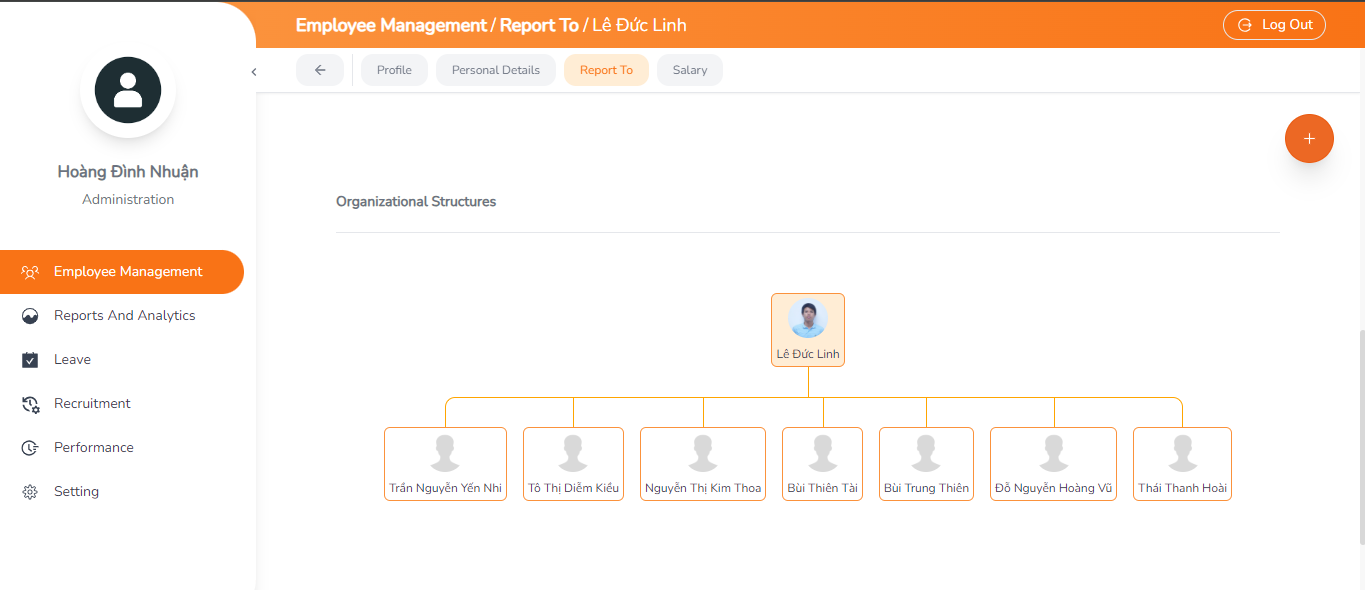 Employee Management / Report To / Lê Đức Linh
Log Out
Profile
Personal Details
Report To
Salary
Hoàng Đình Nhuận
Administration
Employee Management
Reports And Analytics
Leave
Recruitment
Performance
Setting
Organizational Structures
Lê Đức Linh
Trần Nguyễn Yến Nhi
Tô Thị Diễm Kiều
Nguyễn Thị Kim Thoa
Bùi Thiên Tài
Bùi Trung Thiên
Đỗ Nguyễn Hoàng Vũ
Thái Thanh Hoài